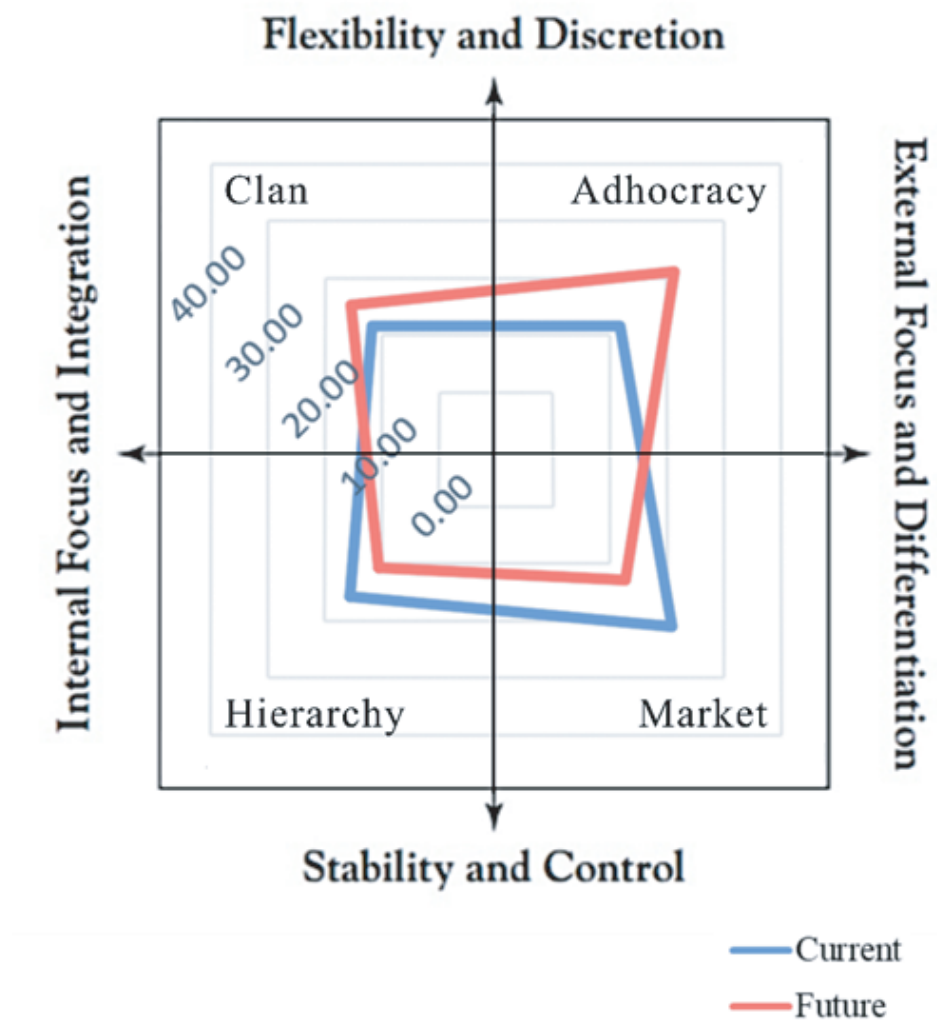 Flexibility and Discretion
Clan
Adhocracy
Internal Focus and Integration
External Focus and Differentiation
40.00
30.00
20.00
10.00
0.00
Hierarchy
Market
Stability and Control
Current
Future